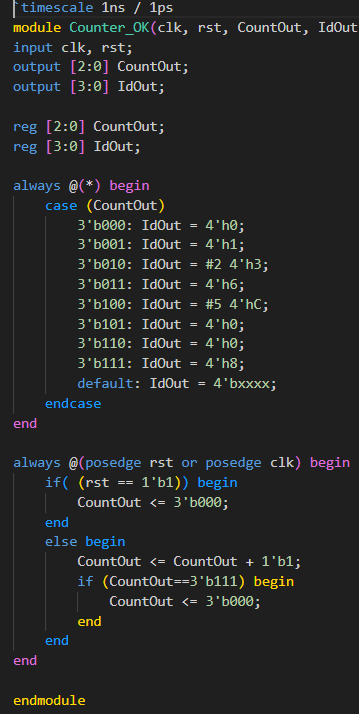 `timescale 1ns / 1ps
module Counter_OK(clk, rst, CountOut, IdOut
input clk, rst;
output [2:0] CountOut;
output [3:0] IdOut;

reg [2:0] CountOut;
reg [3:0] IdOut;

always @(*) begin
    case (CountOut)
        3'b000: IdOut = 4'h0;
        3'b001: IdOut = 4'h1;
        3'b010: IdOut = #2 4'h3;
        3'b011: IdOut = 4'h6;
        3'b100: IdOut = #5 4'hC;
        3'b101: IdOut = 4'h0;
        3'b110: IdOut = 4'h0;
        3'b111: IdOut = 4'h8;
        default: IdOut = 4'bxxxx;
    endcase
end

always @(posedge rst or posedge clk) begin
    if( (rst == 1'b1)) begin
        CountOut <= 3'b000;
    end
    else begin
        CountOut <= CountOut + 1'b1;
        if (CountOut==3'b111) begin
            CountOut <= 3'b000;
        end
    end
end

endmodule